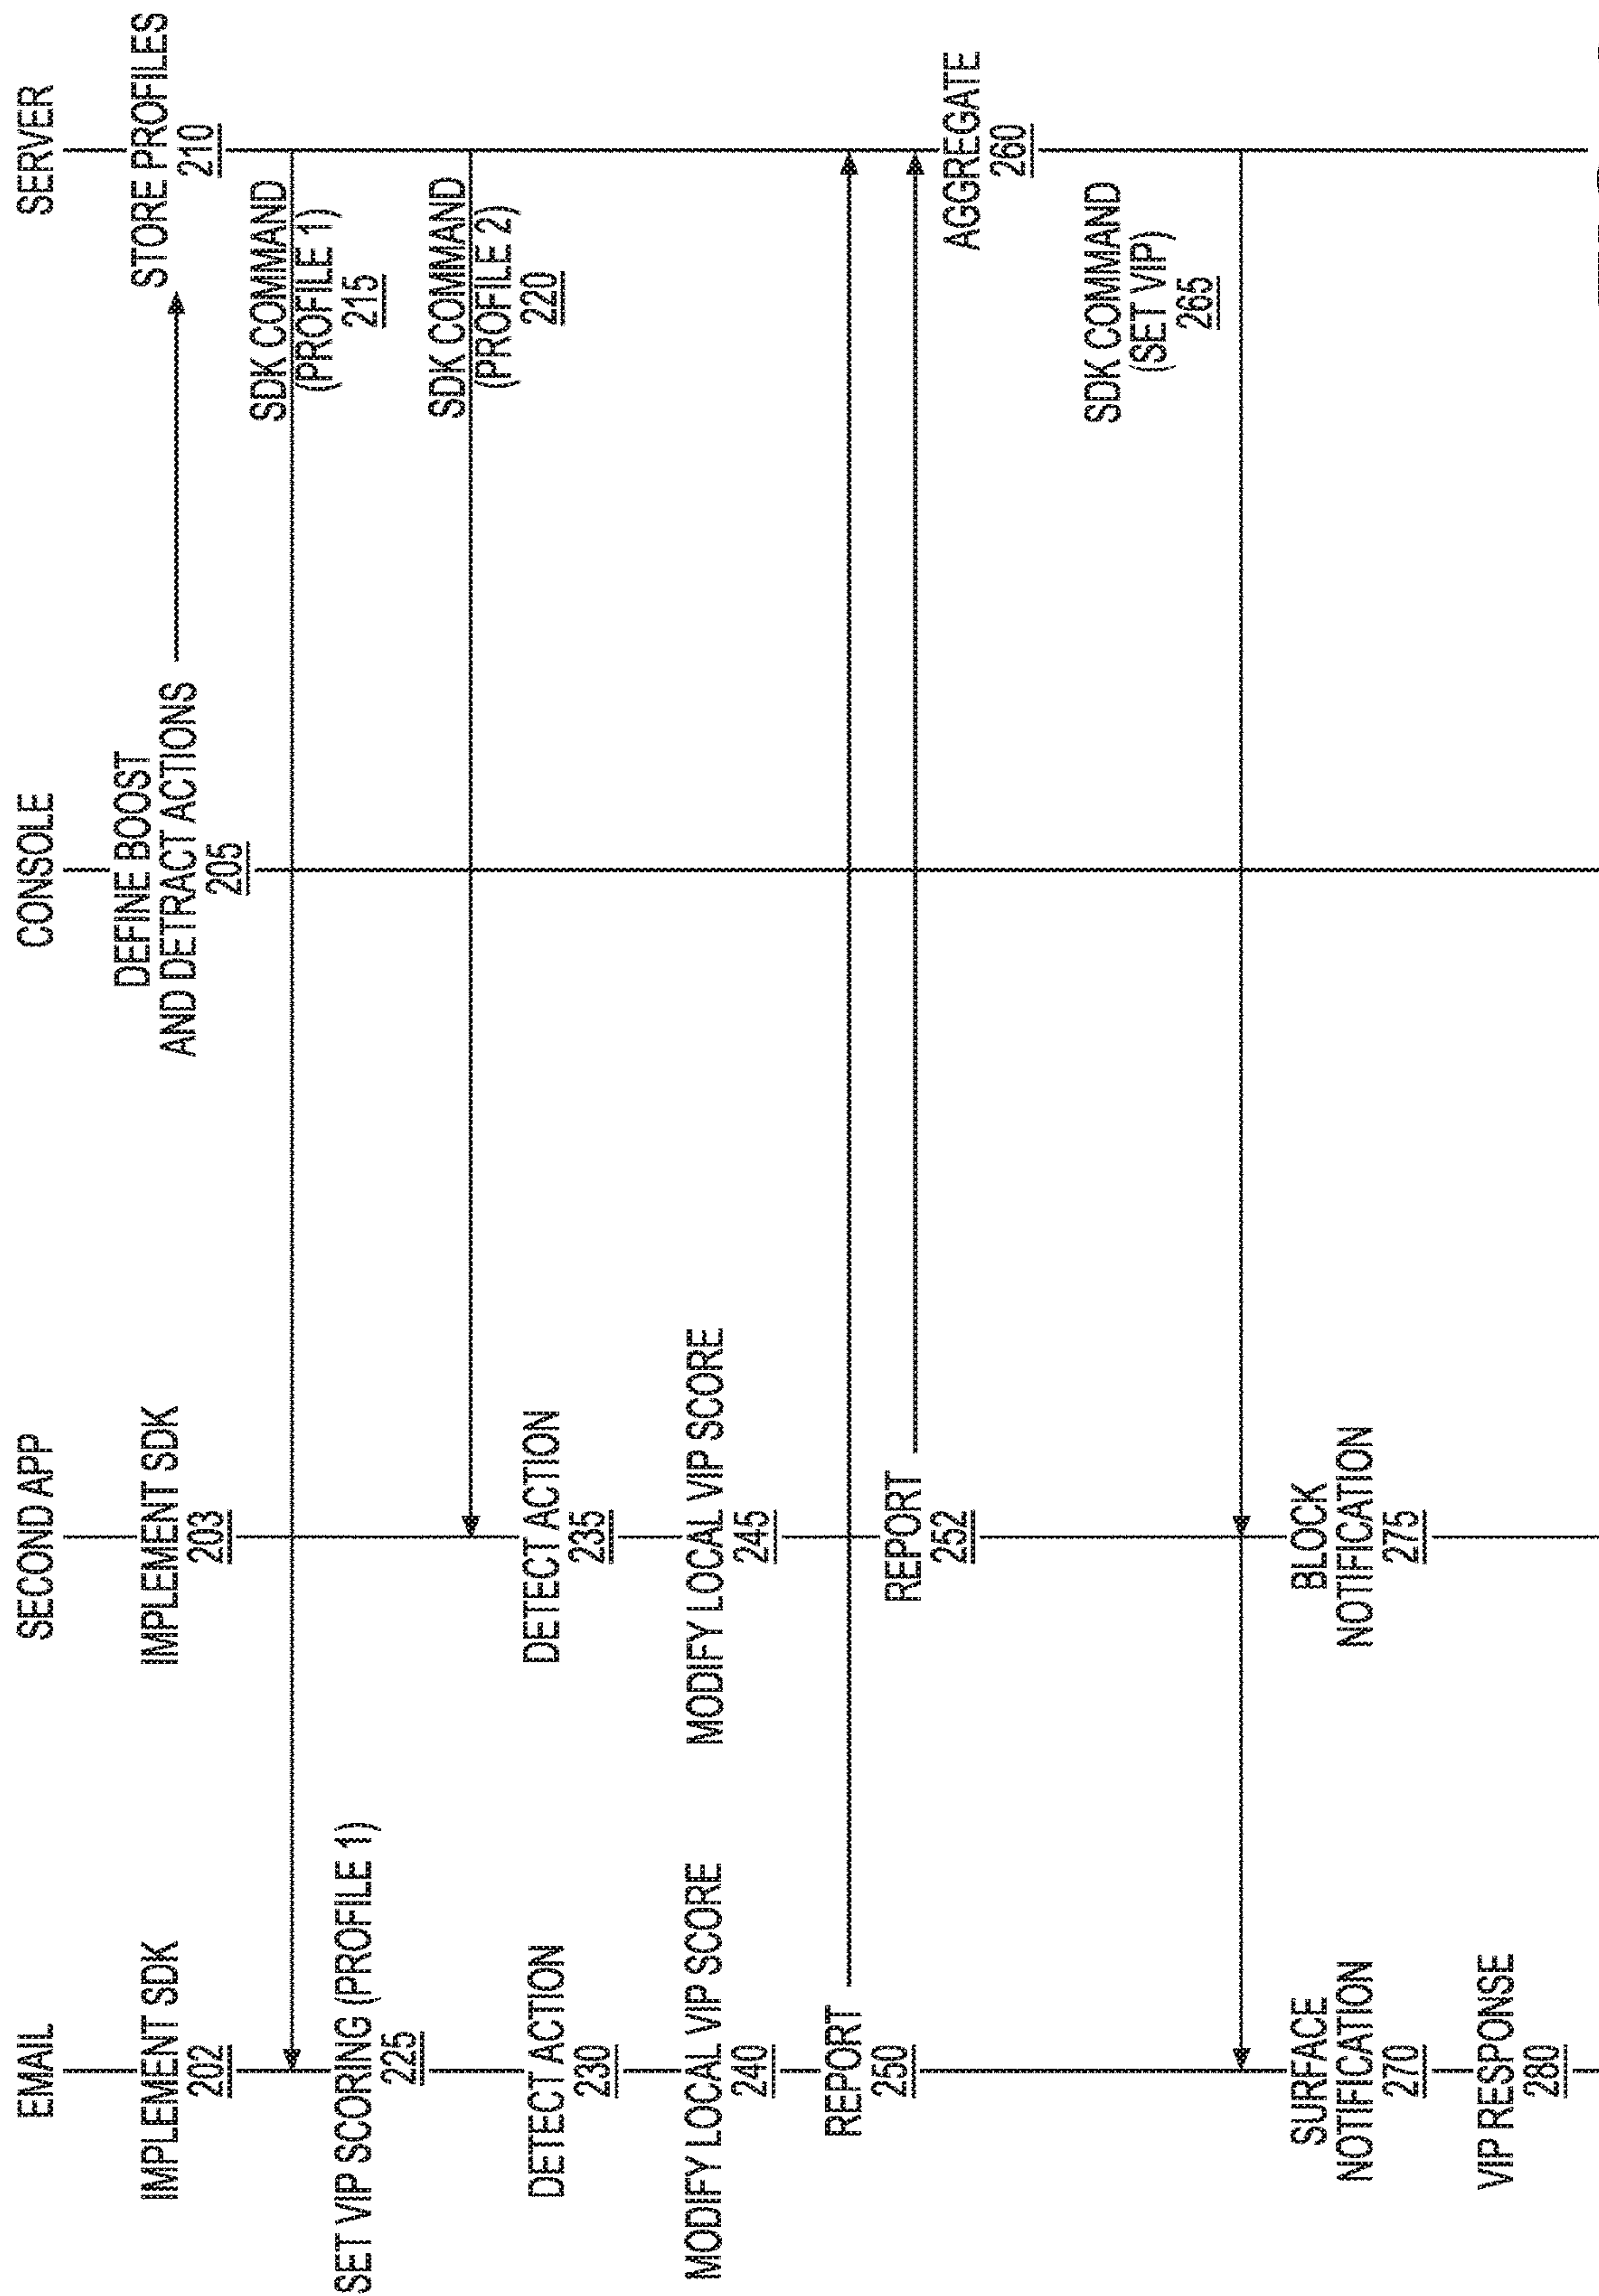 EMAIL
SECOND APP
CONSOLE
SERVER
IMPLEMENT SDK
202
IMPLEMENT SDK
203
DEFINE BOOST
AND DETRACT ACTIONS
205
STORE PROFILES
210
SDK COMMAND
(PROFILE 1)
215
SET VIP SCORING (PROFILE 1)
225
SDK COMMAND
(PROFILE 2)
220
DETECT ACTION
230
DETECT ACTION
235
MODIFY LOCAL VIP SCORE
240
MODIFY LOCAL VIP SCORE
245
REPORT
250
REPORT
252
AGGREGATE
260
SDK COMMAND
(SET VIP)
265
SURFACE
NOTIFICATION
270
BLOCK
NOTIFICATION
275
VIP RESPONSE
280